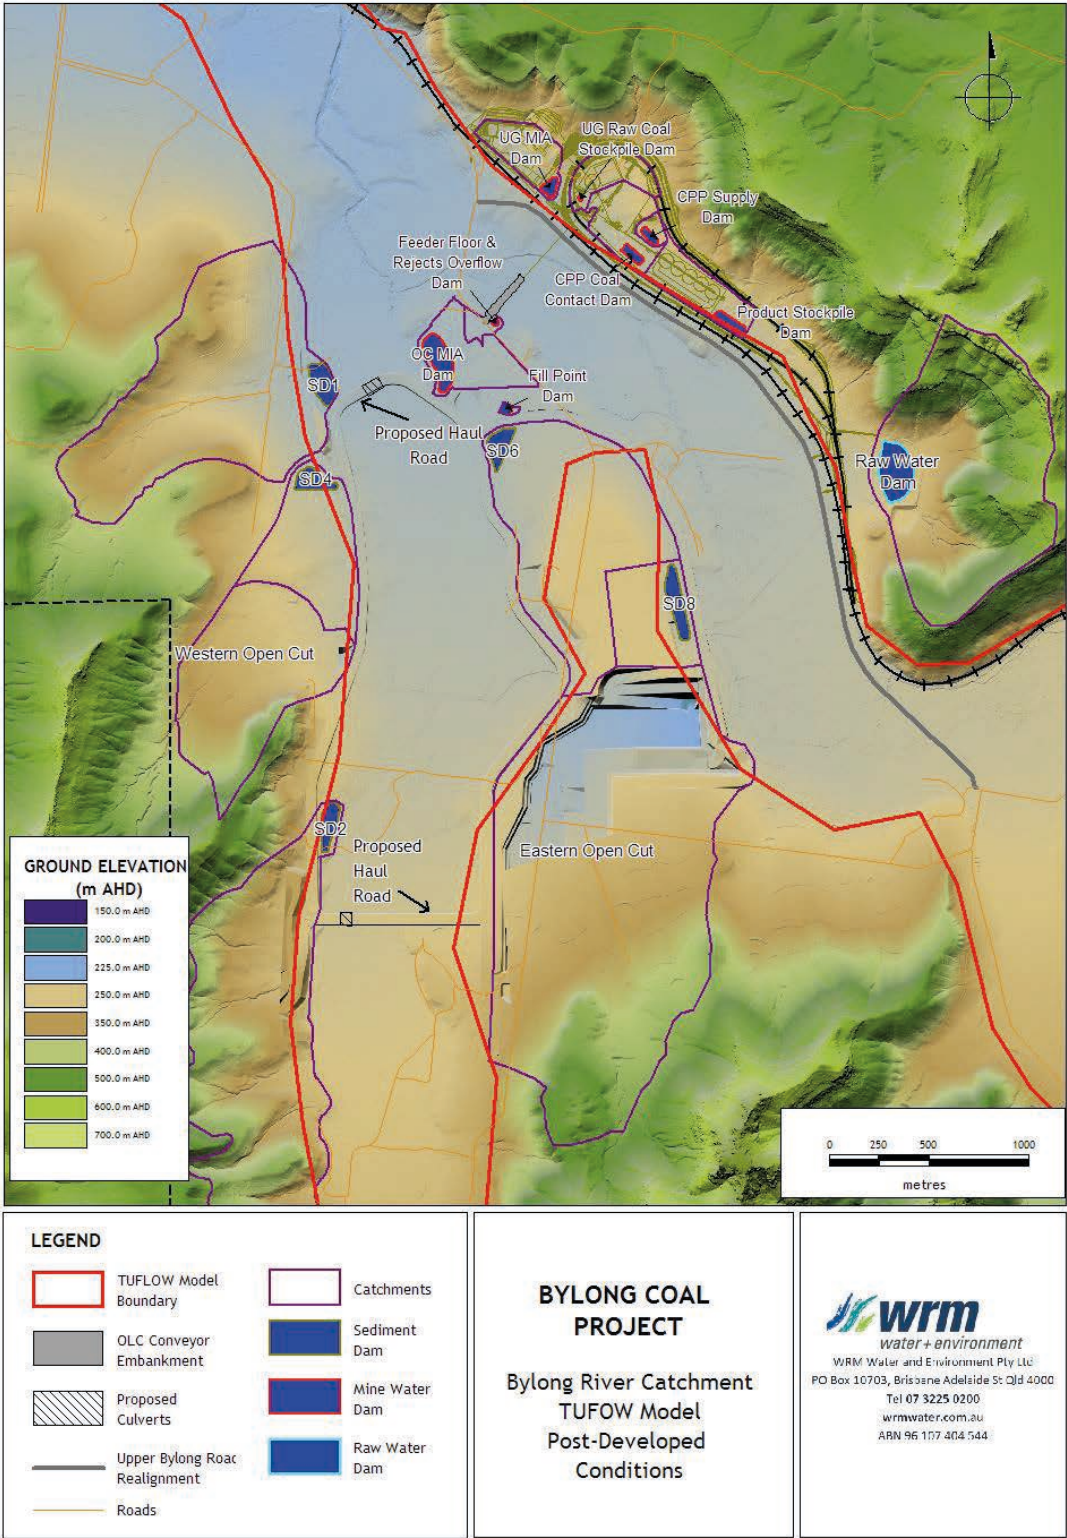 UG MIA
Dam
UG Raw Coal
Stockpile Dam
CPP Supply
Dam
Feeder Floor &
Rejects Overflow
Dam
CPP Coal
Contact Dam
Product Stockpile
Dam
OC MIA
Dam
SD1
Fill Point
Dam
Proposed Haul
Road
SD6
SD4
Raw Water
Dam
SD8
Western Open Cut
SD2
Proposed
Haul
Road
Eastern Open Cut
GROUND ELEVATION
(m AHD)
150.0 m AHD
200.0 m AHD
225.0 m AHD
250.0 m AHD
350.0 m AHD
400.0 m AHD
500.0 m AHD
600.0 m AHD
700.0 m AHD
0 250 500 1000
metres
LEGEND
TUFLOW Model
Boundary
OLC Conveyor
Embankment
Proposed
Culverts
Upper Bylong Road
Realignment
Roads
Catchments
Sediment
Dam
Mine Water
Dam
Raw Water
Dam
BYLONG COAL
PROJECT
Bylong River Catchment
TUFOW Model
Post-Developed
Conditions
wrm
water+environment
WRM Water and Environment Pty Ltd
PO Box 10703, Brisbane Adelaide St Qld 4000
Tel 07 3225 0200
wrmwater.com.au
ABN 96 107 404 544